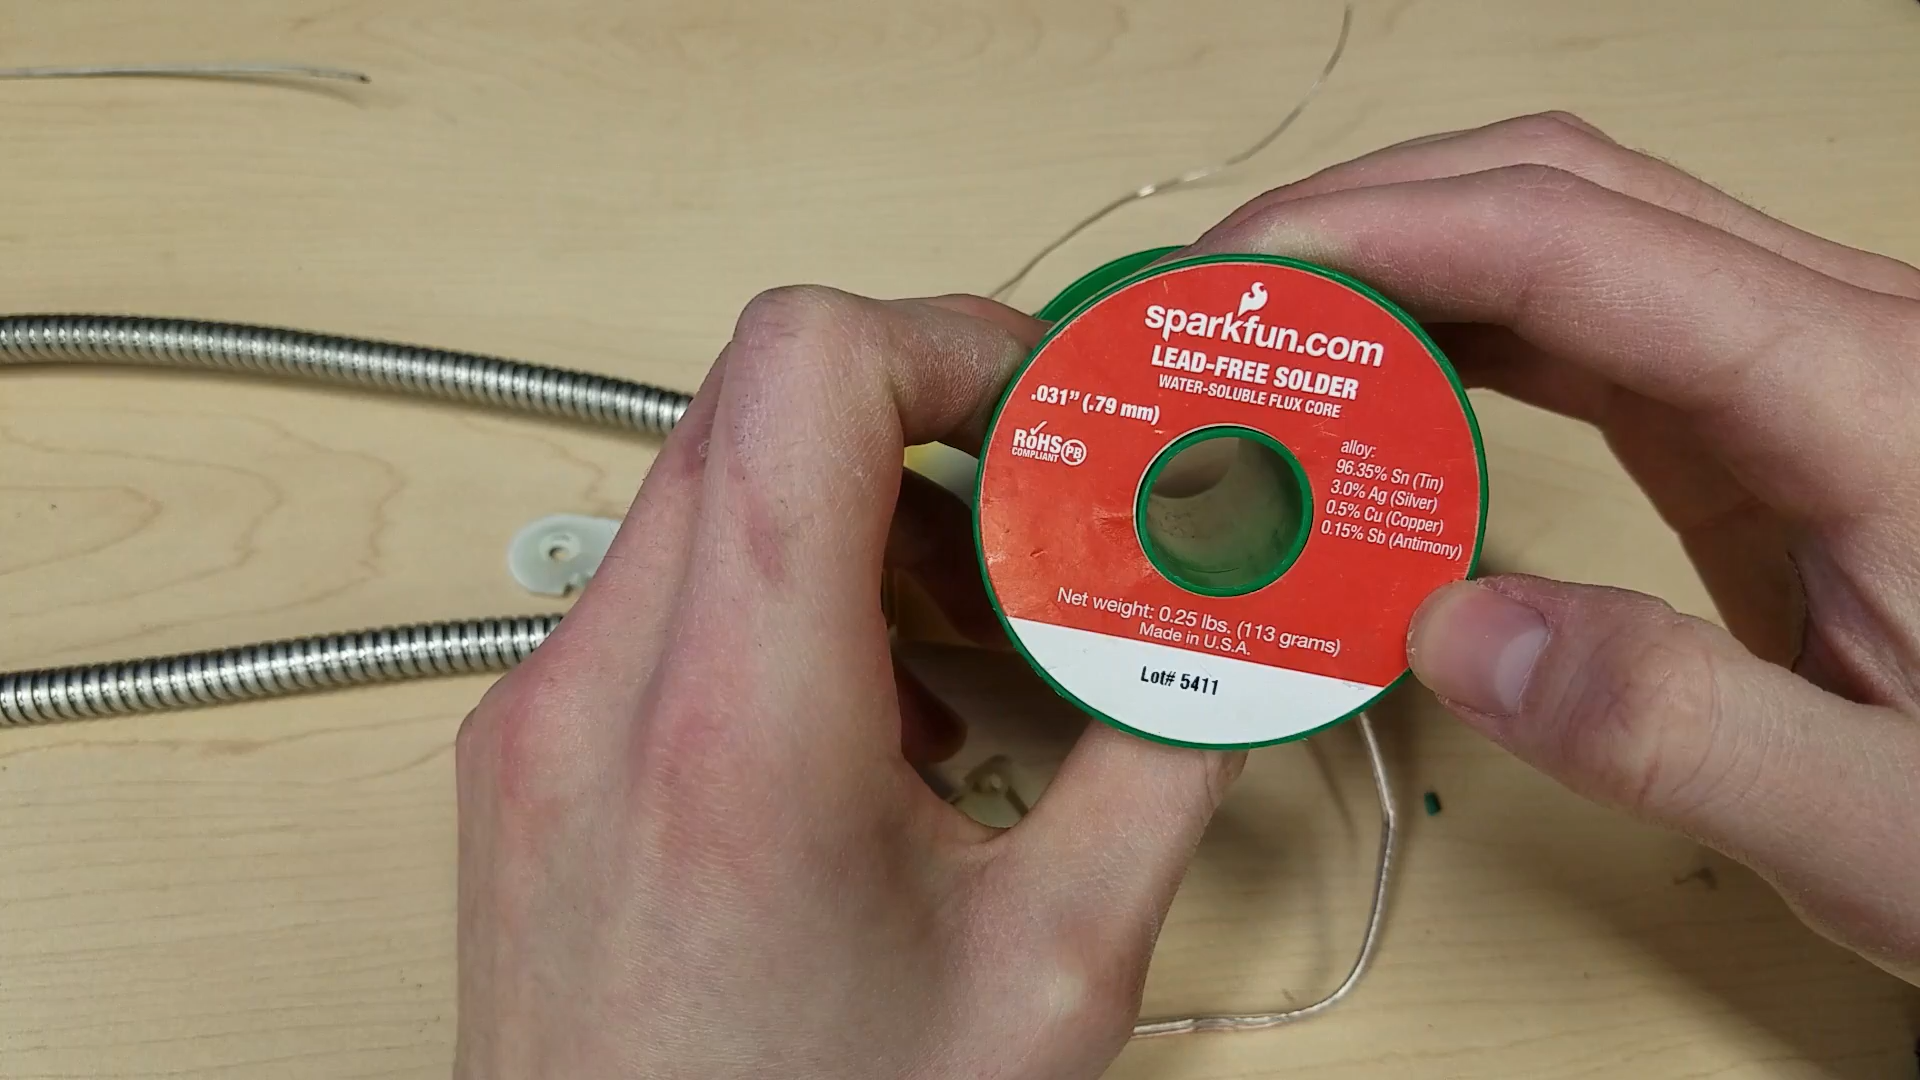 sparkfun.com
LEAD-FREE SOLDER
WATER-SOLUBLE FLUX CORE
.031” (.79 mm)
RoHS
COMPLIANT
PB
alloy:
96.35% Sn (Tin)
3.0% Ag (Silver)
0.5% Cu (Copper)
0.15% Sb (Antimony)
Net weight: 0.25 lbs. (113 grams)
Made in U.S.A.
Lot# 5411